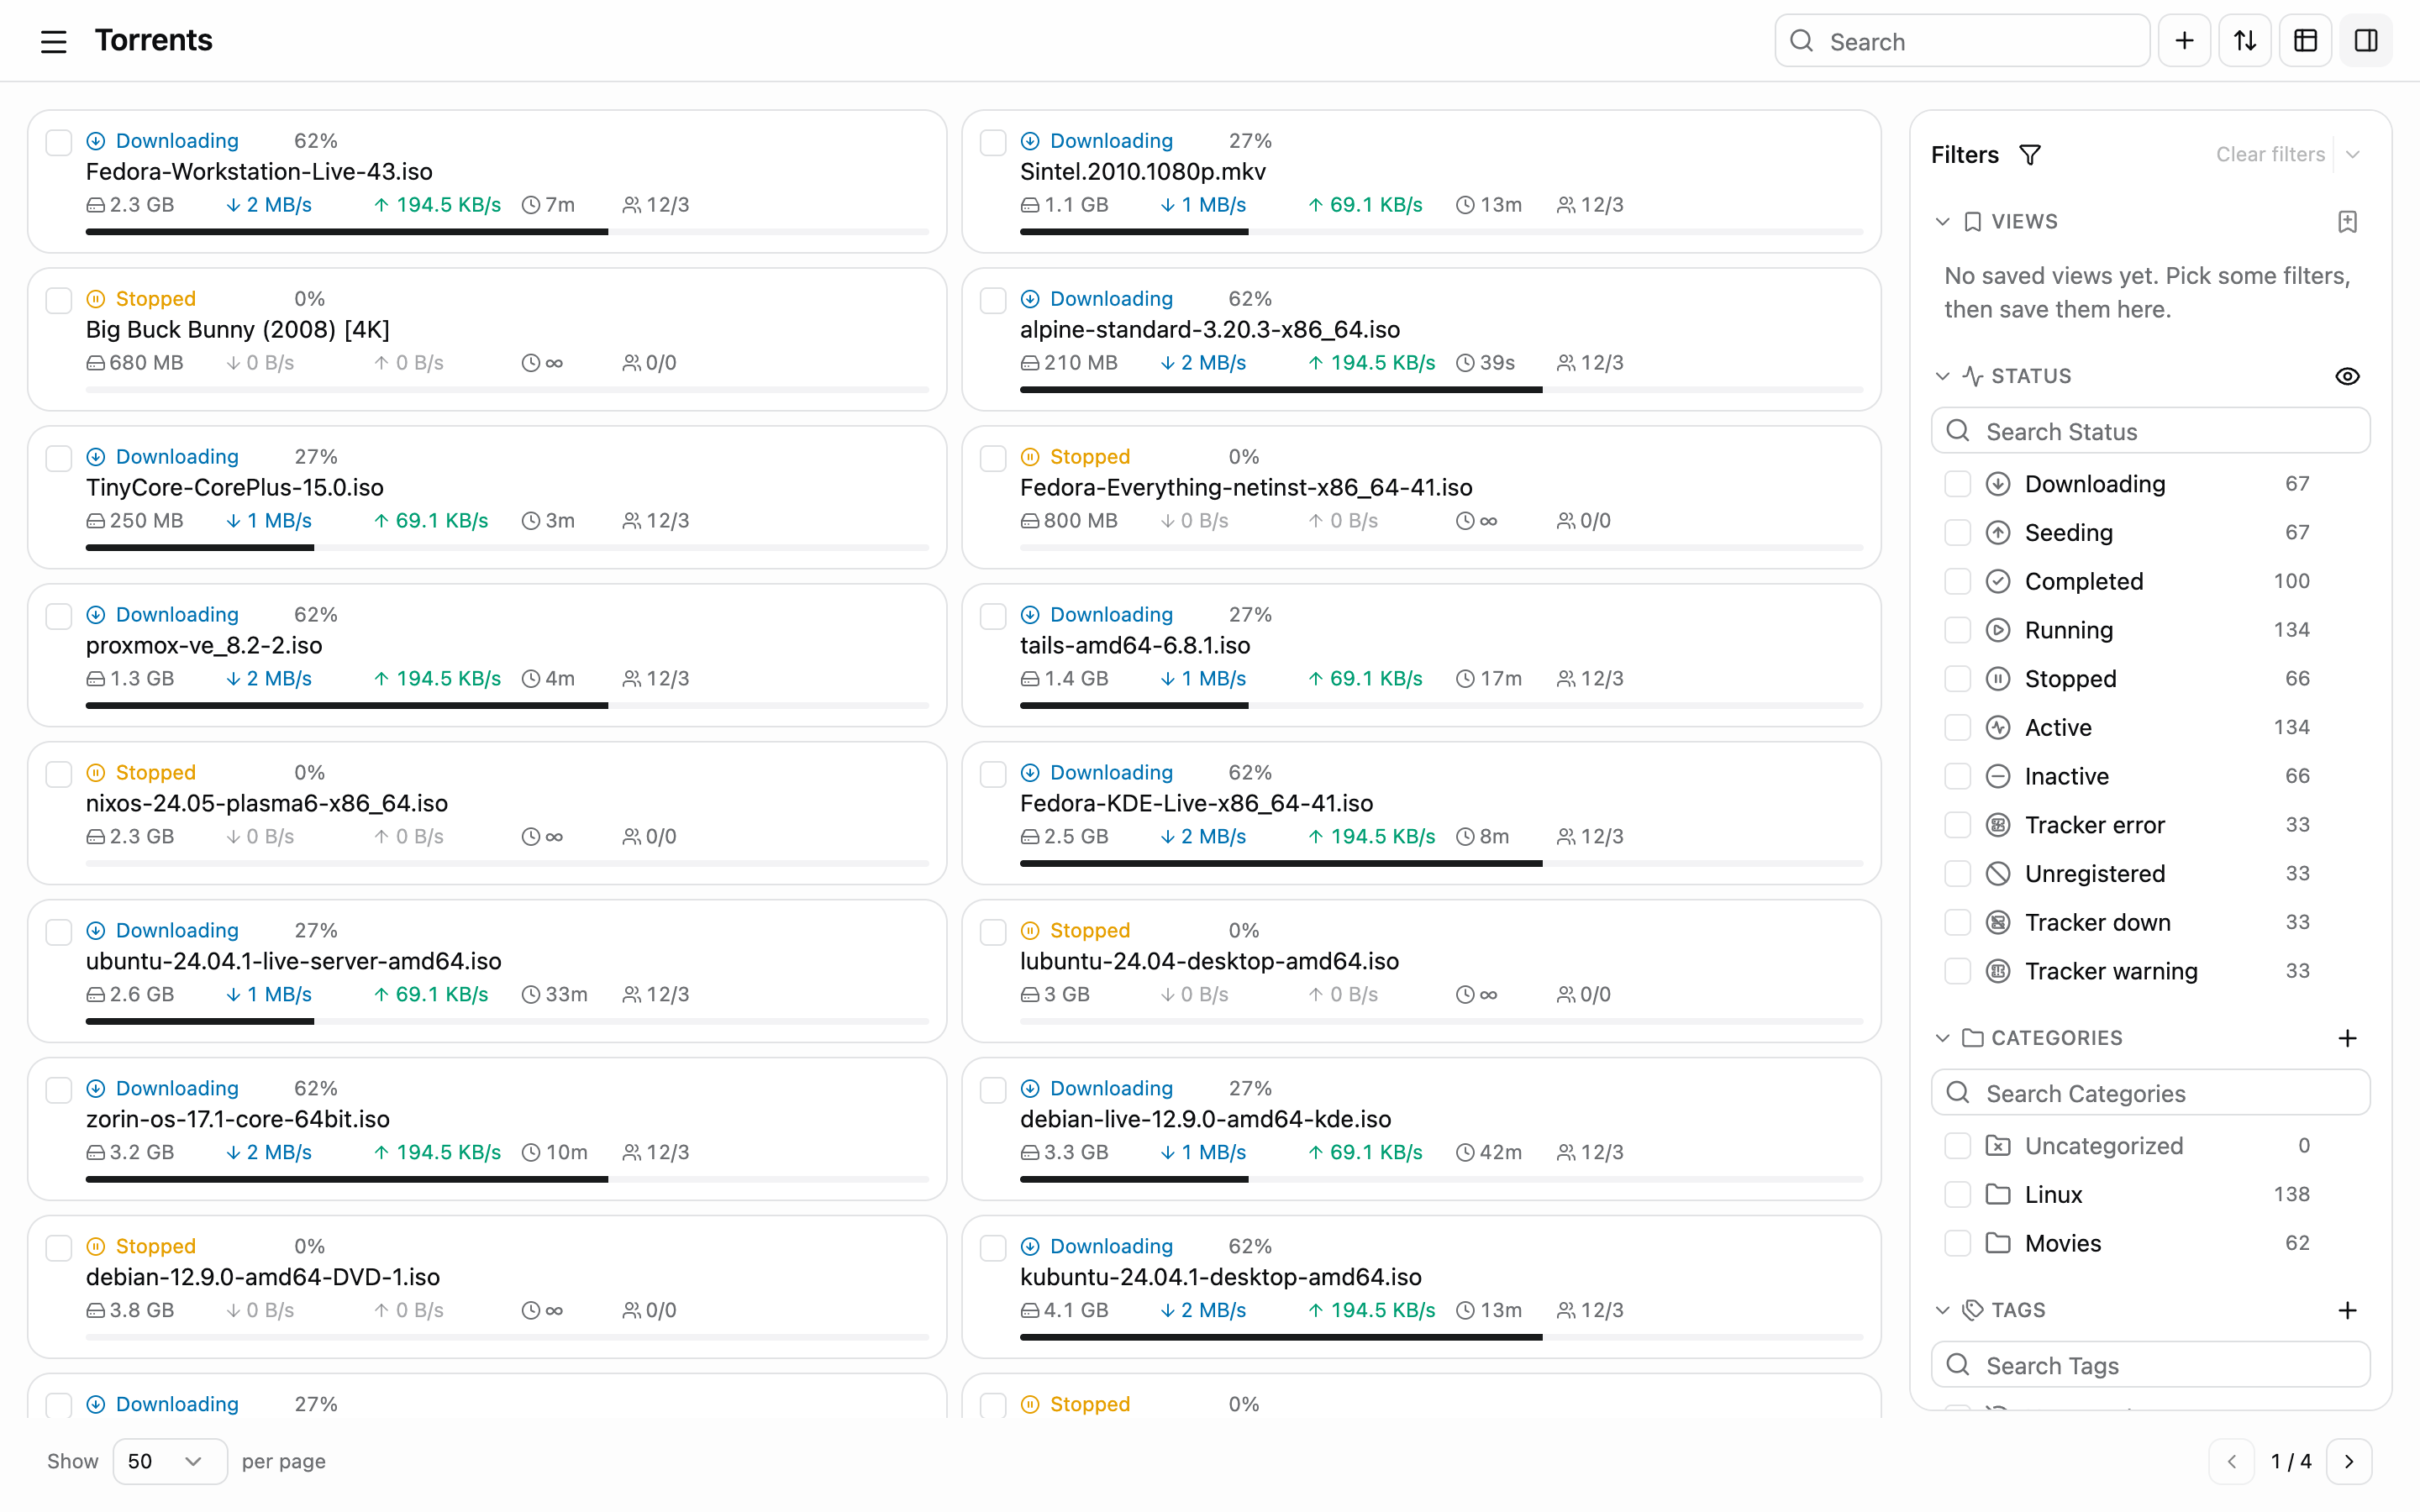 Torrents
Search
Downloading 62%
Fedora-Workstation-Live-43.iso
2.3 GB 2 MB/s 194.5 KB/s 7m 12/3
Downloading 27%
Sintel.2010.1080p.mkv
1.1 GB 1 MB/s 69.1 KB/s 13m 12/3
Stopped 0%
Big Buck Bunny (2008) [4K]
680 MB 0 B/s 0 B/s ∞ 0/0
Downloading 62%
alpine-standard-3.20.3-x86_64.iso
210 MB 2 MB/s 194.5 KB/s 39s 12/3
Downloading 27%
TinyCore-CorePlus-15.0.iso
250 MB 1 MB/s 69.1 KB/s 3m 12/3
Stopped 0%
Fedora-Everything-netinst-x86_64-41.iso
800 MB 0 B/s 0 B/s ∞ 0/0
Downloading 62%
proxmox-ve_8.2-2.iso
1.3 GB 2 MB/s 194.5 KB/s 4m 12/3
Downloading 27%
tails-amd64-6.8.1.iso
1.4 GB 1 MB/s 69.1 KB/s 17m 12/3
Stopped 0%
nixos-24.05-plasma6-x86_64.iso
2.3 GB 0 B/s 0 B/s ∞ 0/0
Downloading 62%
Fedora-KDE-Live-x86_64-41.iso
2.5 GB 2 MB/s 194.5 KB/s 8m 12/3
Downloading 27%
ubuntu-24.04.1-live-server-amd64.iso
2.6 GB 1 MB/s 69.1 KB/s 33m 12/3
Stopped 0%
lubuntu-24.04-desktop-amd64.iso
3 GB 0 B/s 0 B/s ∞ 0/0
Downloading 62%
zorin-os-17.1-core-64bit.iso
3.2 GB 2 MB/s 194.5 KB/s 10m 12/3
Downloading 27%
debian-live-12.9.0-amd64-kde.iso
3.3 GB 1 MB/s 69.1 KB/s 42m 12/3
Stopped 0%
debian-12.9.0-amd64-DVD-1.iso
3.8 GB 0 B/s 0 B/s ∞ 0/0
Downloading 62%
kubuntu-24.04.1-desktop-amd64.iso
4.1 GB 2 MB/s 194.5 KB/s 13m 12/3
Downloading 27%
Stopped 0%
Filters
Clear filters
VIEWS
No saved views yet. Pick some filters,
then save them here.
STATUS
Search Status
Downloading 67
Seeding 67
Completed 100
Running 134
Stopped 66
Active 134
Inactive 66
Tracker error 33
Unregistered 33
Tracker down 33
Tracker warning 33
CATEGORIES
Search Categories
Uncategorized 0
Linux 138
Movies 62
TAGS
Search Tags
Show 50 per page
1 / 4